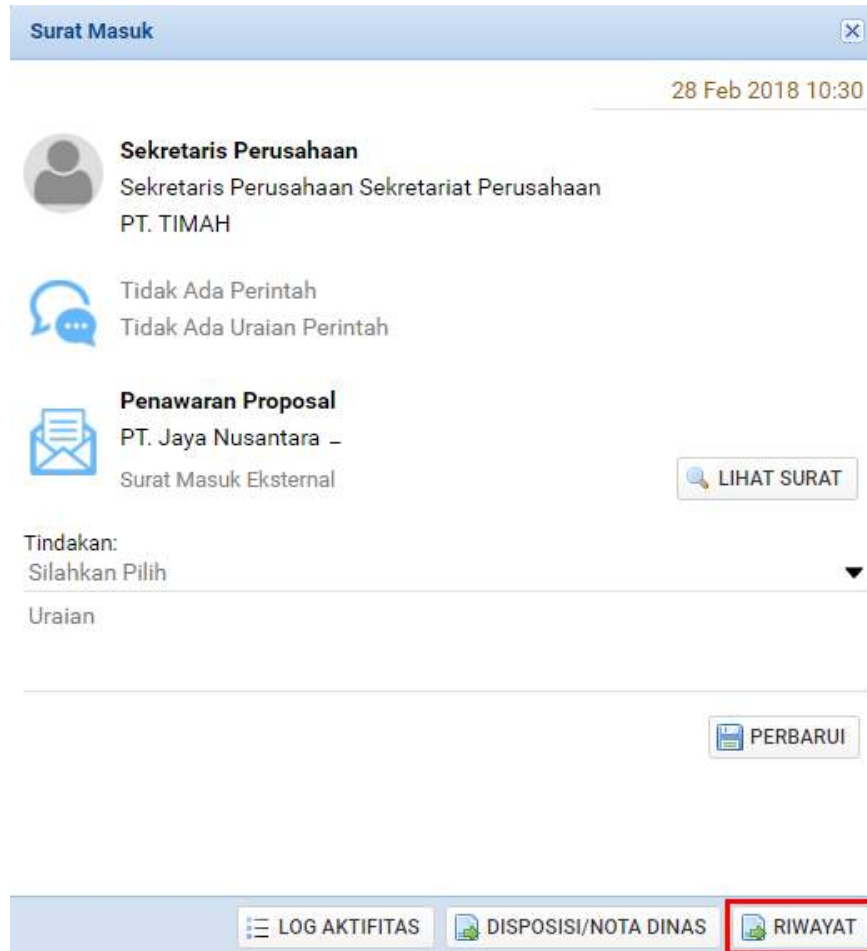 Surat Masuk
28 Feb 2018 10:30
Sekretaris Perusahaan
Sekretaris Perusahaan Sekretariat Perusahaan
PT. TIMAH
Tidak Ada Perintah
Tidak Ada Uraian Perintah
Penawaran Proposal
PT. Jaya Nusantara _
Surat Masuk Eksternal
LIHAT SURAT
Tindakan:
Silahkan Pilih
Uraian
PERBARUI
LOG AKTIFITAS
DISPOSISI/NOTA DINAS
RIWAYAT